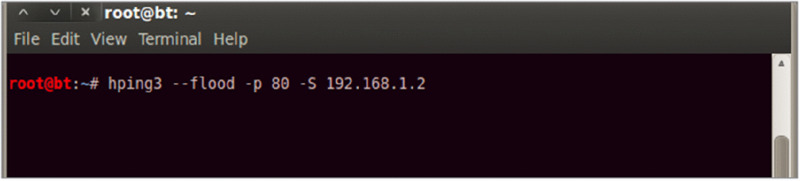 root@bt: ~
File Edit View Terminal Help
root@bt:~# hping3 --flood -p 80 -S 192.168.1.2